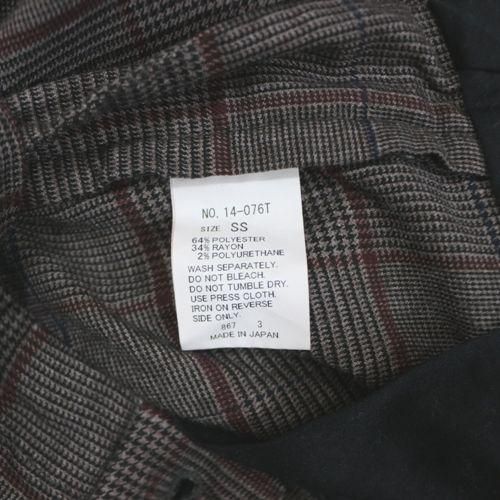 NO. 14-076T
SIZE SS
64% POLYESTER
34% RAYON
2% POLYURETHANE
WASH SEPARATELY.
DO NOT BLEACH.
DO NOT TUMBLE DRY.
USE PRESS CLOTH.
IRON ON REVERSE
SIDE ONLY.
867 3
MADE IN JAPAN